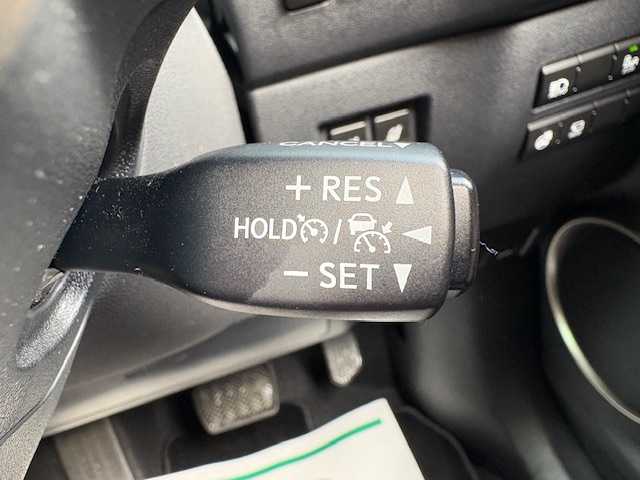 CANCEL▼
+ RES ▲
HOLD / ◀
− SET ▼